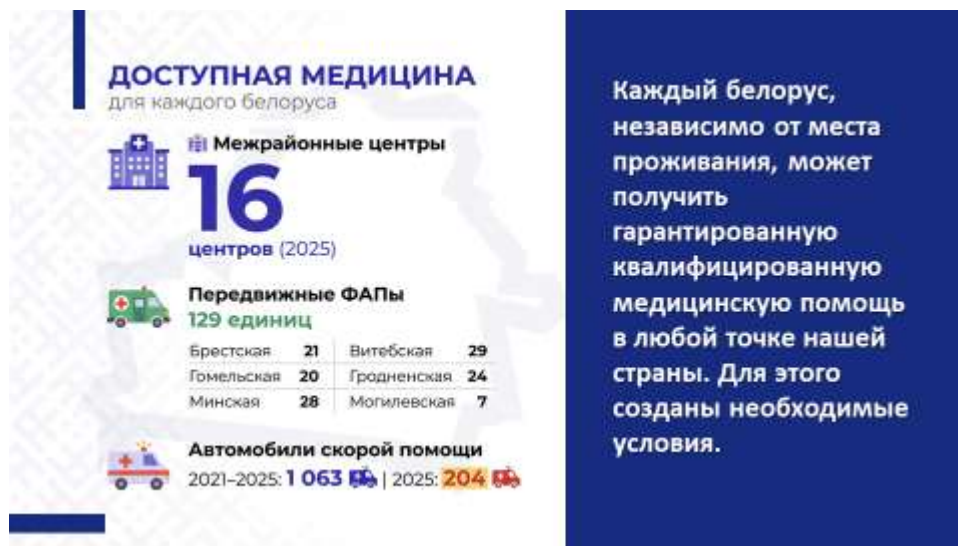 ДОСТУПНАЯ МЕДИЦИНА
для каждого белоруса
Межрайонные центры
16
центров (2025)
Передвижные ФАПы
129 единиц
Брестская 21 Витебская 29
Гомельская 20 Гродненская 24
Минская 28 Могилевская 7
Автомобили скорой помощи
2021–2025: 1 063 | 2025: 204
Каждый белорус,
независимо от места
проживания, может
получить
гарантированную
квалифицированную
медицинскую помощь
в любой точке нашей
страны. Для этого
созданы необходимые
условия.